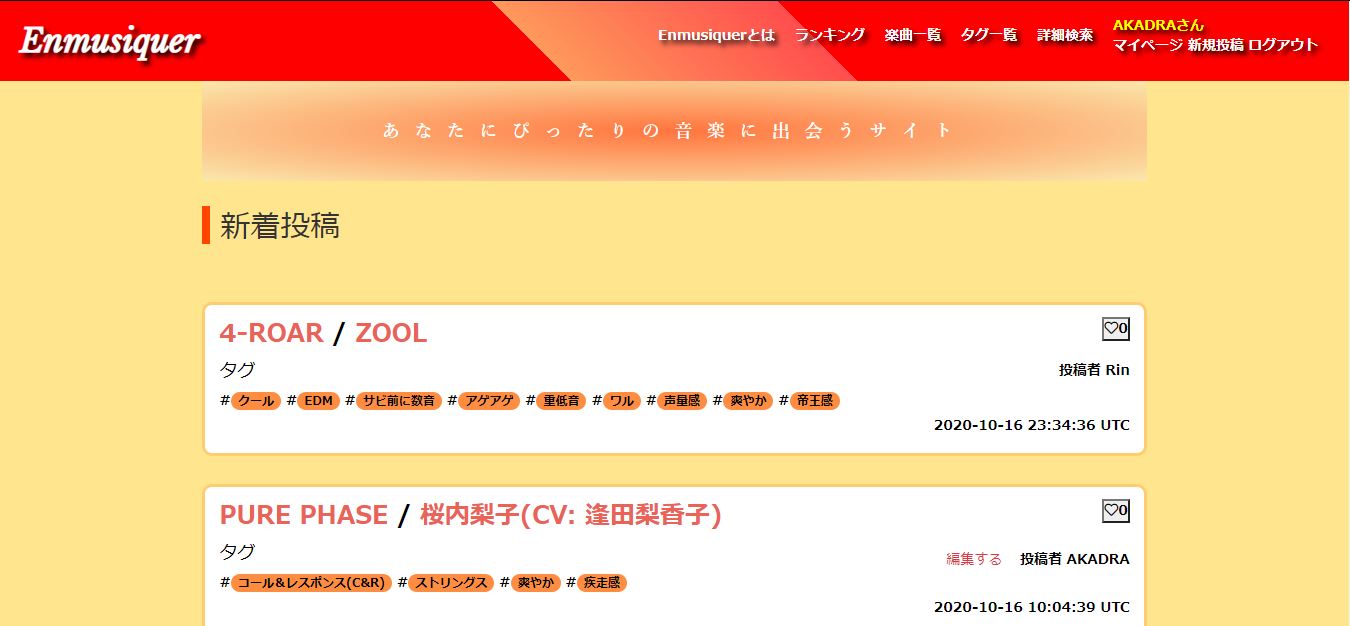 Enmusiquer
Enmusiquerとは ランキング 楽曲一覧 タグ一覧 詳細検索
AKADRAさん
マイページ 新規投稿 ログアウト
あなたにぴったりの音楽に出会うサイト
新着投稿
4-ROAR / ZOOL
♡0
タグ
投稿者 Rin
#クール #EDM #サビ前に数音 #アゲアゲ #重低音 #ワル #声量感 #爽やか #帝王感
2020-10-16 23:34:36 UTC
PURE PHASE / 桜内梨子(CV: 逢田梨香子)
♡0
タグ
編集する 投稿者 AKADRA
#コール&レスポンス(C&R) #ストリングス #爽やか #疾走感
2020-10-16 10:04:39 UTC